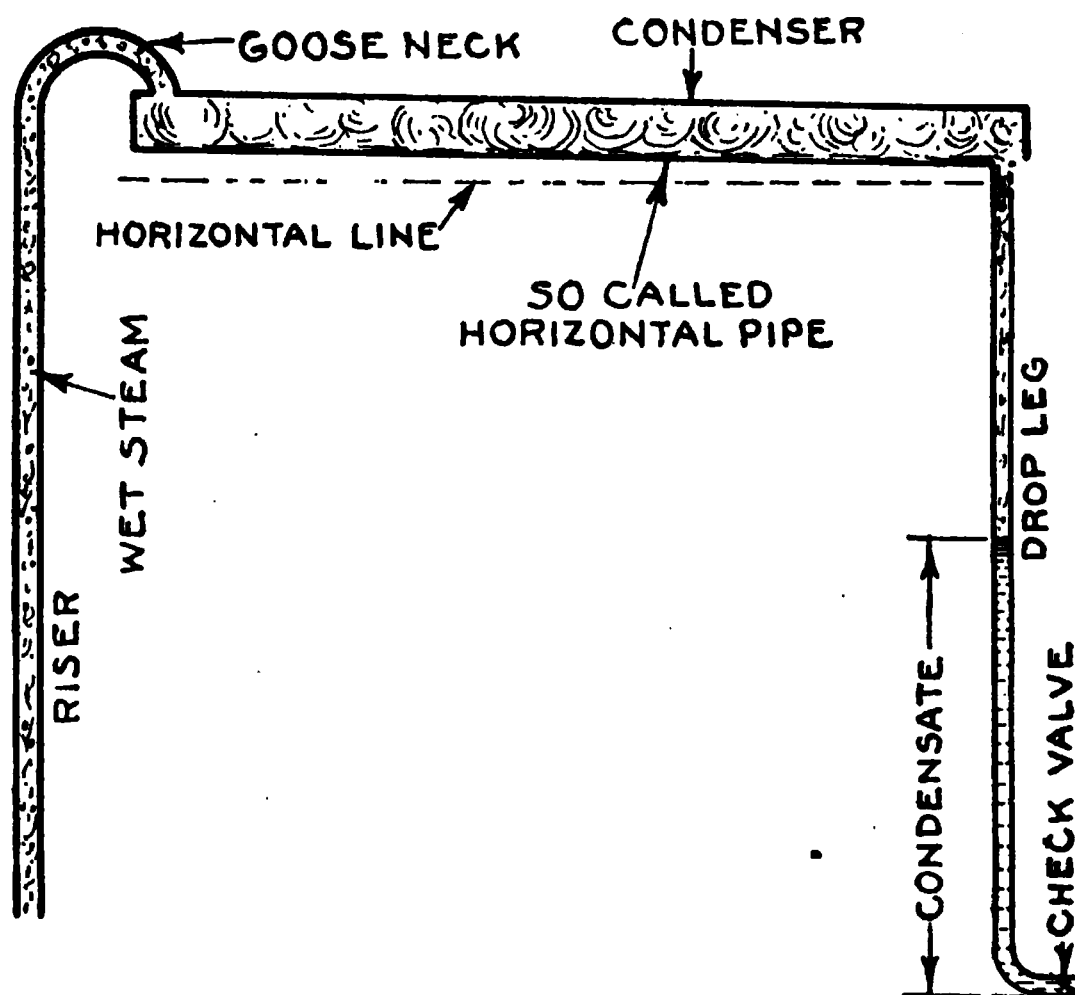 GOOSE NECK
CONDENSER
HORIZONTAL LINE
SO CALLED
HORIZONTAL PIPE
WET STEAM
RISER
DROP LEG
CONDENSATE
CHECK VALVE